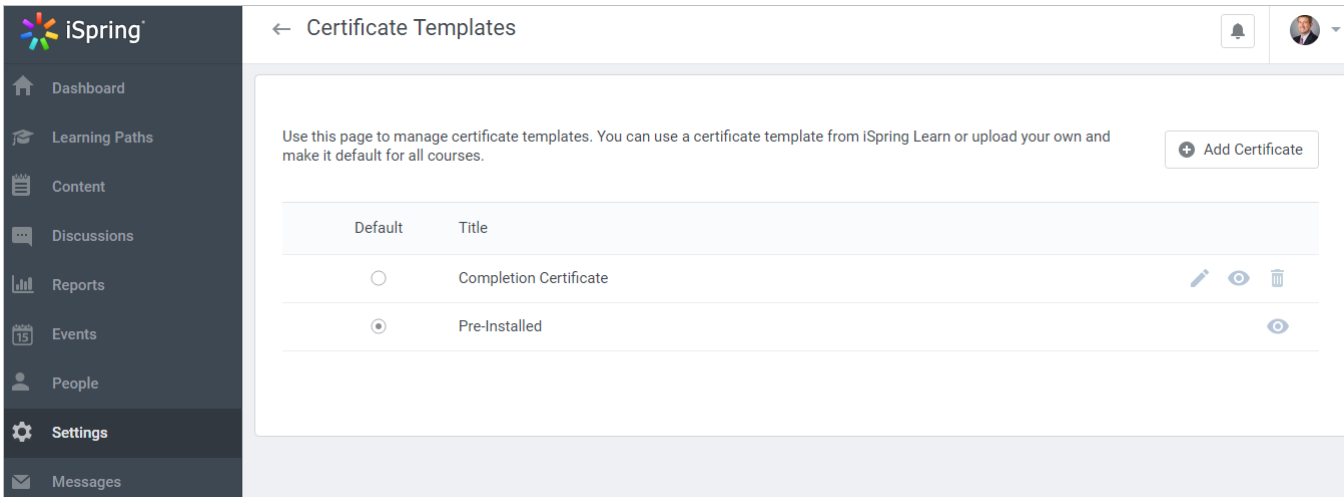 iSpring
Certificate Templates
Dashboard
Learning Paths
Content
Discussions
Reports
15
Events
People
Settings
Messages
Use this page to manage certificate templates. You can use a certificate template from iSpring Learn or upload your own and
make it default for all courses.
Add Certificate
Default Title
Completion Certificate
Pre-Installed